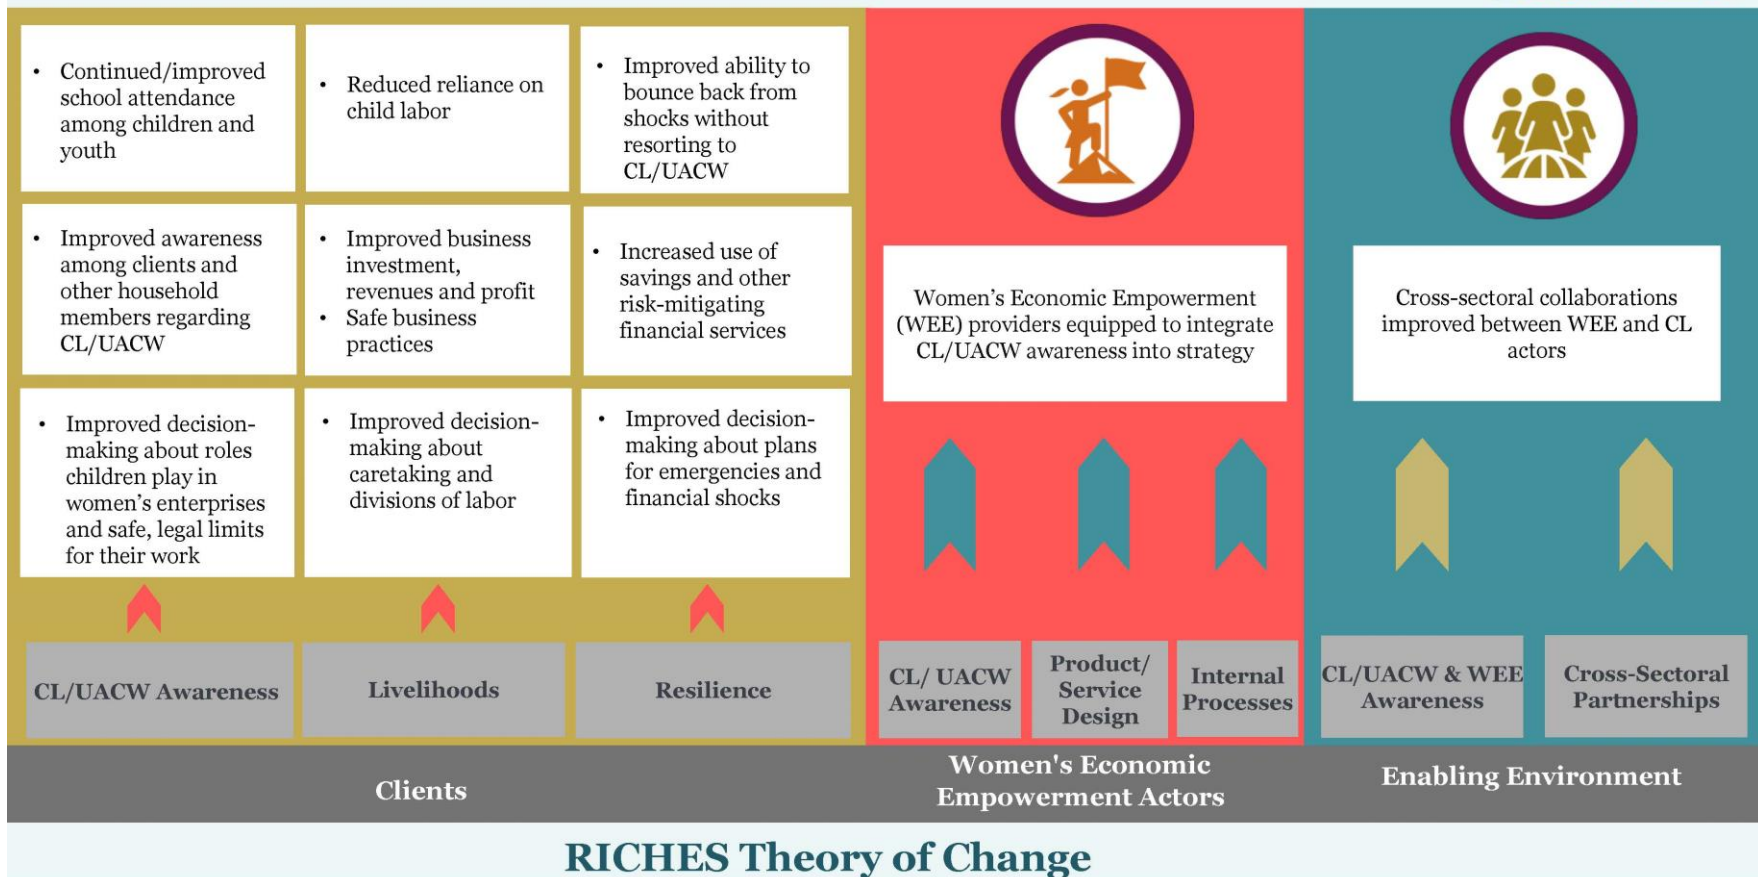 • Continued/improved
school attendance
among children and
youth
• Reduced reliance on
child labor
• Improved ability to
bounce back from
shocks without
resorting to
CL/UACW
• Improved awareness
among clients and
other household
members regarding
CL/UACW
• Improved business
investment,
revenues and profit
• Safe business
practices
• Increased use of
savings and other
risk-mitigating
financial services
• Improved decision-
making about roles
children play in
women’s enterprises
and safe, legal limits
for their work
• Improved decision-
making about
caretaking and
divisions of labor
• Improved decision-
making about plans
for emergencies and
financial shocks
CL/UACW Awareness
Livelihoods
Resilience
Clients
Women’s Economic Empowerment
(WEE) providers equipped to integrate
CL/UACW awareness into strategy
CL/ UACW
Awareness
Product/
Service
Design
Internal
Processes
Women's Economic
Empowerment Actors
Cross-sectoral collaborations
improved between WEE and CL
actors
CL/UACW & WEE
Awareness
Cross-Sectoral
Partnerships
Enabling Environment
RICHES Theory of Change